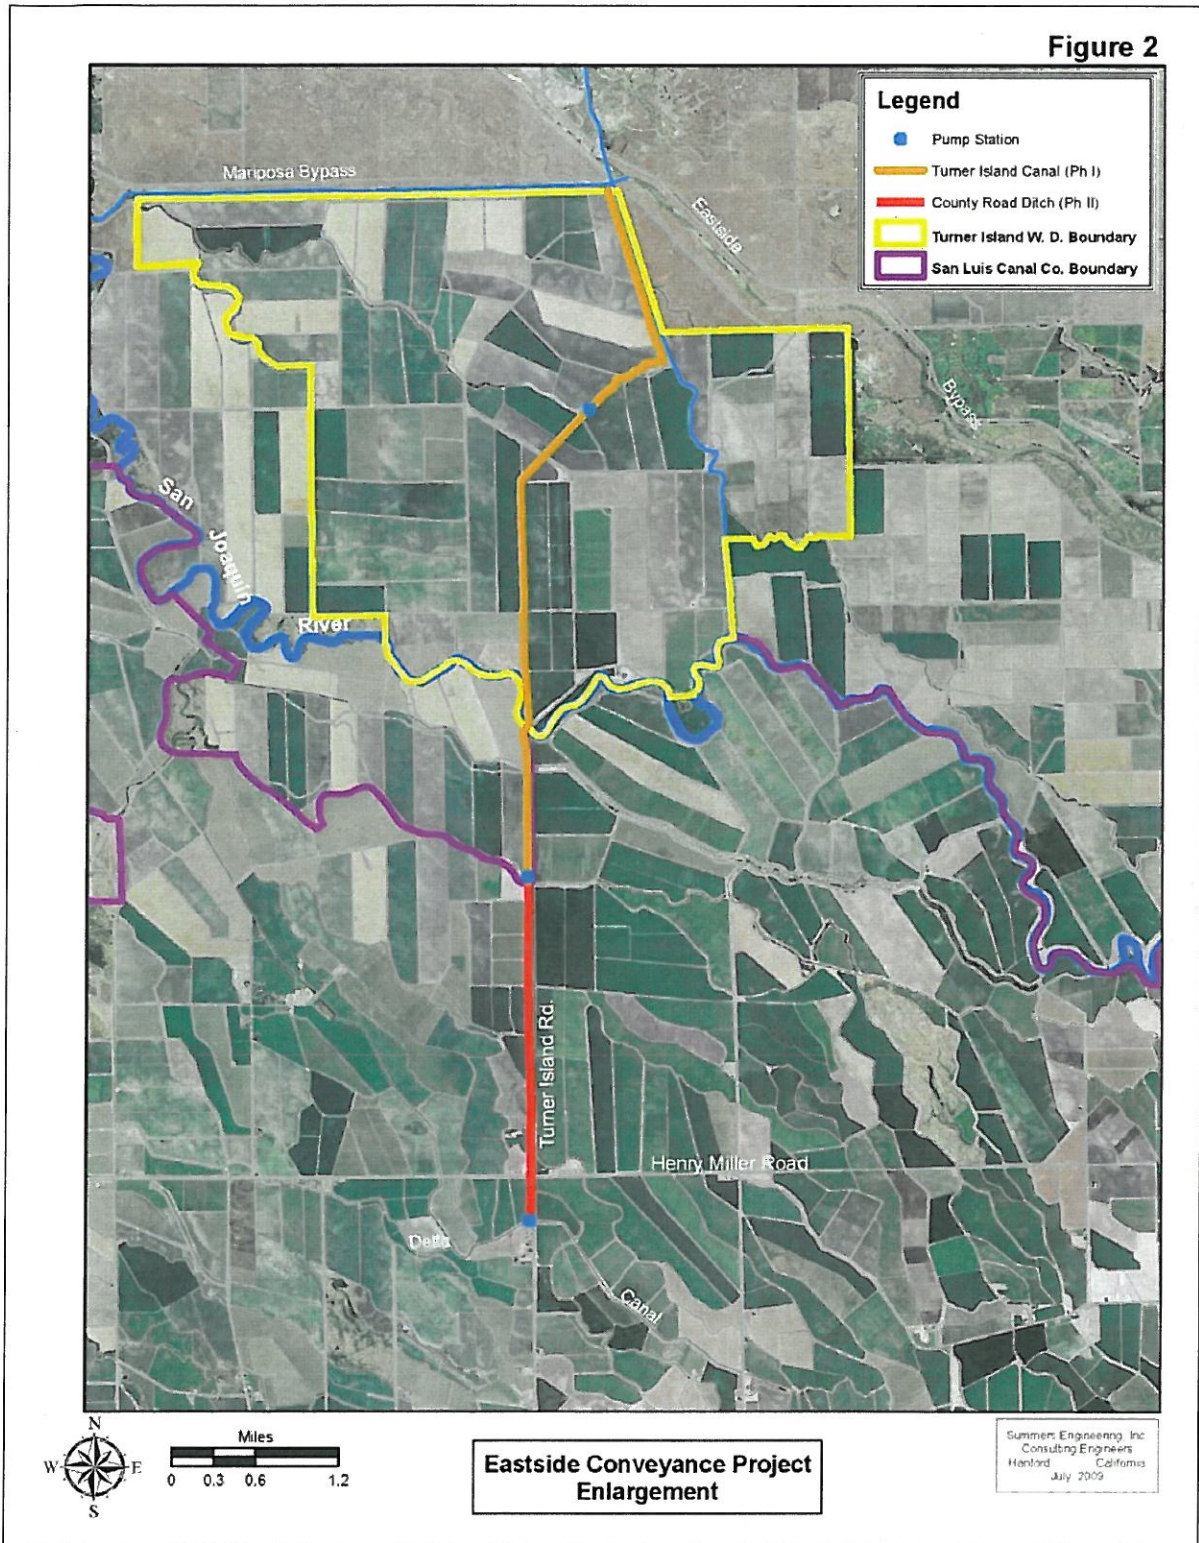 Figure 2
Legend
Pump Station
Turner Island Canal (Ph I)
County Road Ditch (Ph II)
Turner Island W. D. Boundary
San Luis Canal Co. Boundary
Mariposa Bypass
Eastside
Bypass
San
Joaquin
River
Turner Island Rd.
Henry Miller Road
Delta
Canal
N
W
E
S
Miles
0 0.3 0.6 1.2
Eastside Conveyance Project
Enlargement
Summers Engineering, Inc
Consulting Engineers
Hanford California
July 2009